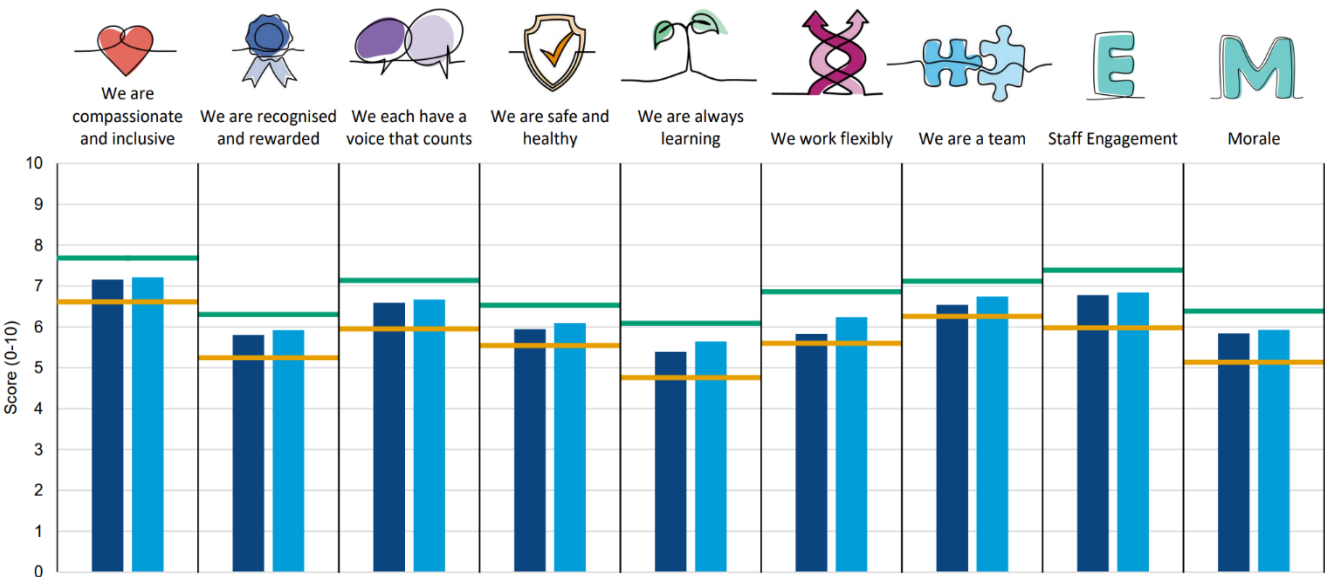 We are
compassionate
and inclusive
We are recognised
and rewarded
We each have a
voice that counts
We are safe and
healthy
We are always
learning
We work flexibly
We are a team
Staff Engagement
E
Morale
M
Score (0-10)
10
9
8
7
6
5
4
3
2
1
0